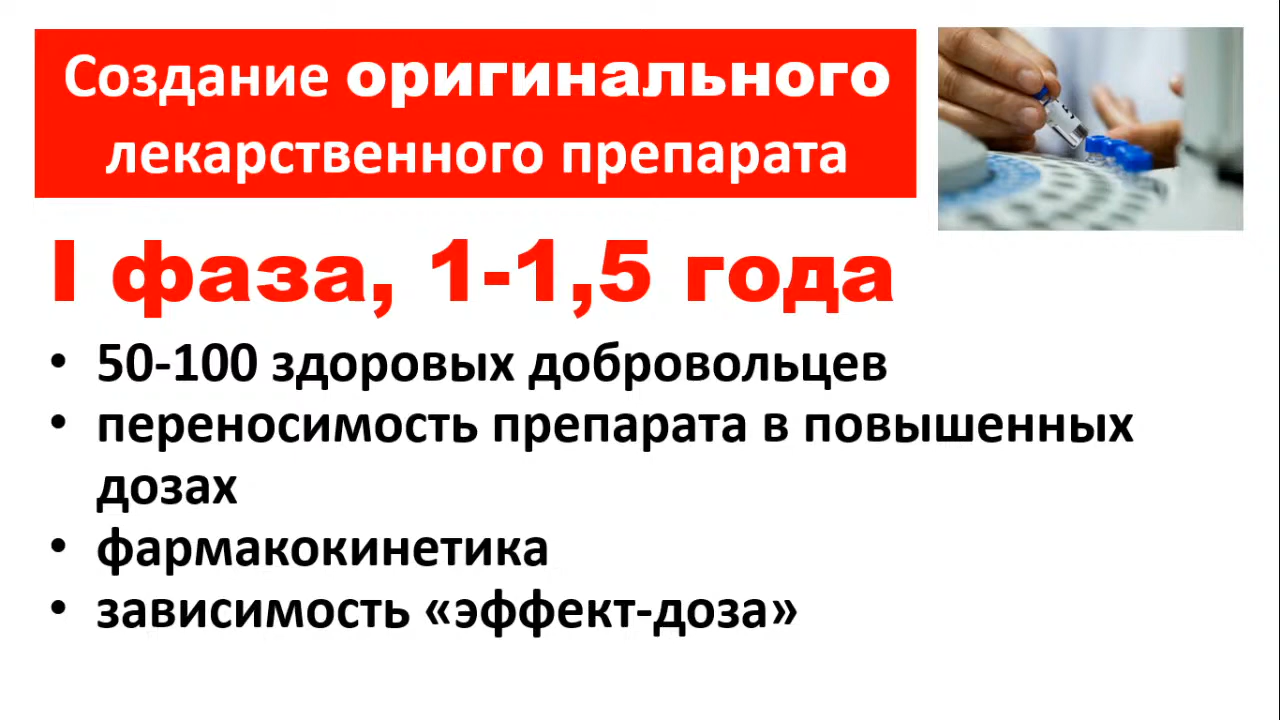 Создание оригинального
лекарственного препарата
I фаза, 1-1,5 года
• 50-100 здоровых добровольцев
• переносимость препарата в повышенных
дозах
• фармакокинетика
• зависимость «эффект-доза»